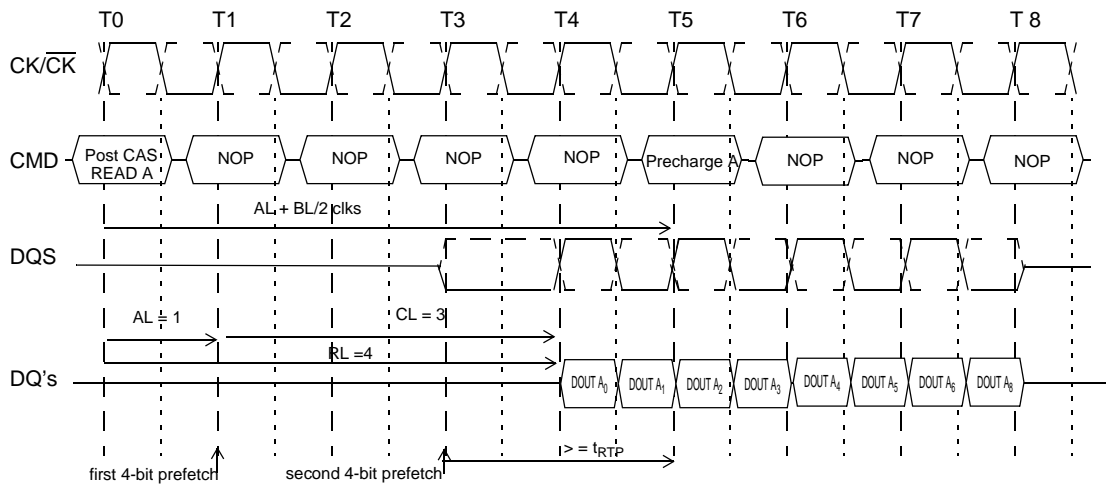 T0 T1 T2 T3 T4 T5 T6 T7 T 8
CK/CK
CMD
Post CAS
READ A
NOP
NOP
NOP
NOP
Precharge A
NOP
NOP
NOP
AL + BL/2 clks
DQS
AL = 1
CL = 3
RL =4
DQ's
DOUT A0
DOUT A1
DOUT A2
DOUT A3
DOUT A4
DOUT A5
DOUT A6
DOUT A8
first 4-bit prefetch
second 4-bit prefetch
> = tRTP